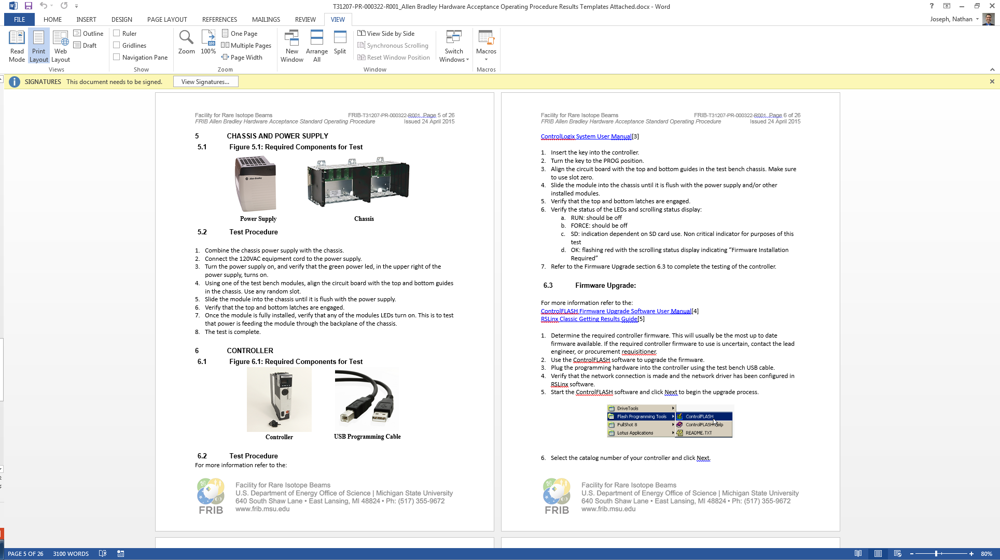 T31207-PR-000322-R001_Allen Bradley Hardware Acceptance Operating Procedure Results Templates Attached.docx - Word
FILE HOME INSERT DESIGN PAGE LAYOUT REFERENCES MAILINGS REVIEW VIEW
Joseph, Nathan
Read Mode
Print Layout
Web Layout
Outline
Draft
Views
Ruler
Gridlines
Navigation Pane
Show
Zoom
100%
One Page
Multiple Pages
Page Width
Zoom
New Window
Arrange All
Split
View Side by Side
Synchronous Scrolling
Reset Window Position
Window
Switch Windows
Macros
Macros
SIGNATURES This document needs to be signed. View Signatures...
Facility for Rare Isotope Beams FRIB-T31207-PR-000322-R001, Page 5 of 26
FRIB Allen Bradley Hardware Acceptance Standard Operating Procedure Issued 24 April 2015
5 CHASSIS AND POWER SUPPLY
5.1 Figure 5.1: Required Components for Test
Allen-Bradley
Power Supply Chassis
5.2 Test Procedure
1. Combine the chassis power supply with the chassis.
2. Connect the 120VAC equipment cord to the power supply.
3. Turn the power supply on, and verify that the green power led, in the upper right of the
power supply, turns on.
4. Using one of the test bench modules, align the circuit board with the top and bottom guides
in the chassis. Use any random slot.
5. Slide the module into the chassis until it is flush with the power supply.
6. Verify that the top and bottom latches are engaged.
7. Once the module is fully installed, verify that any of the modules LEDs turn on. This is to test
that power is feeding the module through the backplane of the chassis.
8. The test is complete.
6 CONTROLLER
6.1 Figure 6.1: Required Components for Test
Controller USB Programming Cable
6.2 Test Procedure
For more information refer to the:
Facility for Rare Isotope Beams
U.S. Department of Energy Office of Science | Michigan State University
640 South Shaw Lane • East Lansing, MI 48824 • Ph: (517) 355-9672
www.frib.msu.edu
FRIB
Facility for Rare Isotope Beams FRIB-T31207-PR-000322-R001, Page 6 of 26
FRIB Allen Bradley Hardware Acceptance Standard Operating Procedure Issued 24 April 2015
ControlLogix System User Manual[3]
1. Insert the key into the controller.
2. Turn the key to the PROG position.
3. Align the circuit board with the top and bottom guides in the test bench chassis. Make sure
to use slot zero.
4. Slide the module into the chassis until it is flush with the power supply and/or other
installed modules.
5. Verify that the top and bottom latches are engaged.
6. Verify the status of the LEDs and scrolling status display:
a. RUN: should be off
b. FORCE: should be off
c. SD: indication dependent on SD card use. Non critical indicator for purposes of this
test
d. OK: flashing red with the scrolling status display indicating “Firmware Installation
Required”
7. Refer to the Firmware Upgrade section 6.3 to complete the testing of the controller.
6.3 Firmware Upgrade:
For more information refer to the:
ControlFLASH Firmware Upgrade Software User Manual[4]
RSLinx Classic Getting Results Guide[5]
1. Determine the required controller firmware. This will usually be the most up to date
firmware available. If the required controller firmware to use is uncertain, contact the lead
engineer, or procurement requisitioner.
2. Use the ControlFLASH software to upgrade the firmware.
3. Plug the programming hardware into the controller using the test bench USB cable.
4. Verify that the network connection is made and the network driver has been configured in
RSLinx software.
5. Start the ControlFLASH software and click Next to begin the upgrade process.
DriveTools
Flash Programming Tools ControlFLASH
FullShot 8 ControlFLASH Help
Lotus Applications README.TXT
6. Select the catalog number of your controller and click Next.
Facility for Rare Isotope Beams
U.S. Department of Energy Office of Science | Michigan State University
640 South Shaw Lane • East Lansing, MI 48824 • Ph: (517) 355-9672
www.frib.msu.edu
FRIB
PAGE 5 OF 26 3100 WORDS 80%